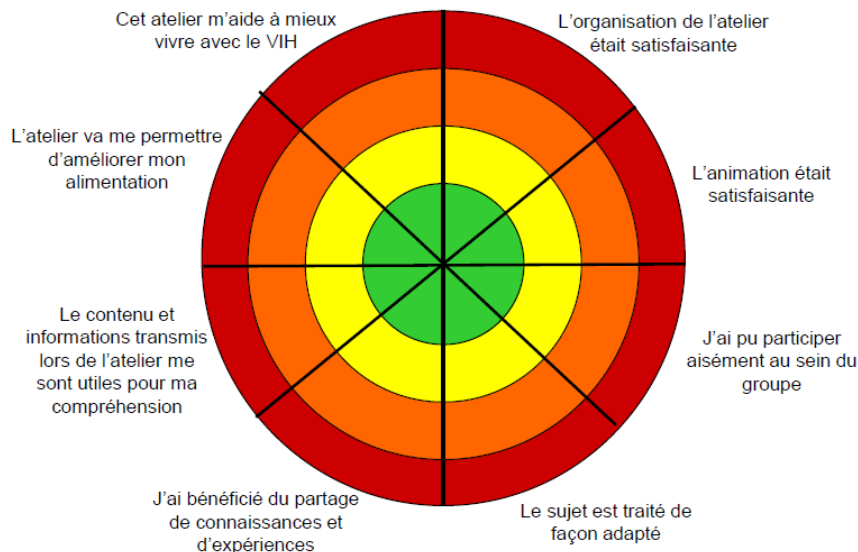 Cet atelier m'aide à mieux
vivre avec le VIH
L'organisation de l'atelier
était satisfaisante
L'atelier va me permettre
d'améliorer mon
alimentation
L'animation était
satisfaisante
Le contenu et
informations transmis
lors de l'atelier me
sont utiles pour ma
compréhension
J'ai pu participer
aisément au sein du
groupe
J'ai bénéficié du partage
de connaissances et
d'expériences
Le sujet est traité de
façon adapté